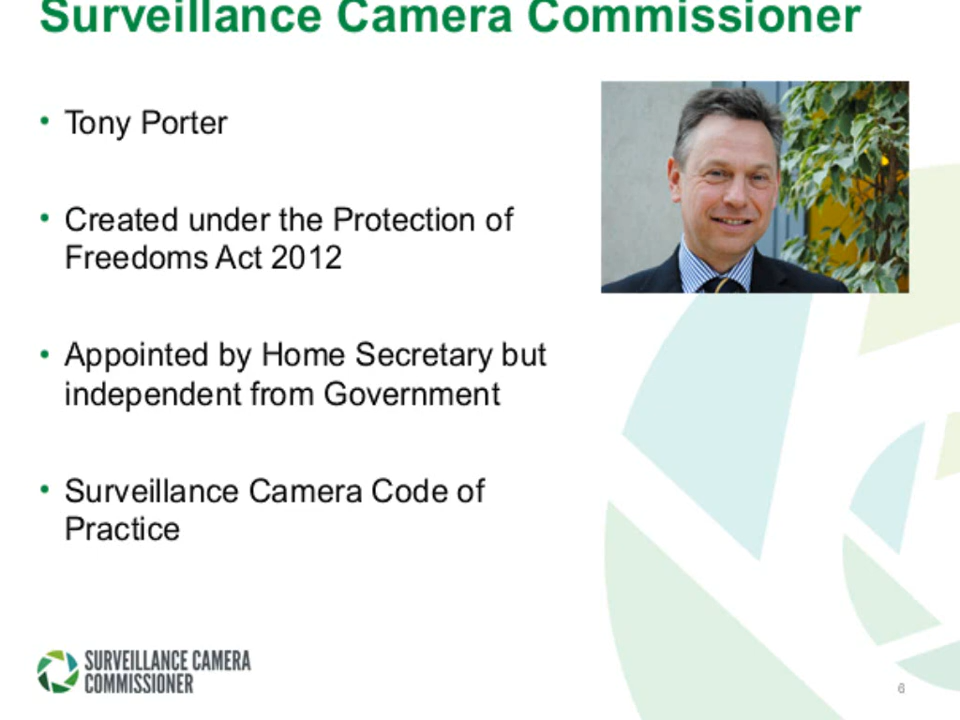 Surveillance Camera Commissioner
• Tony Porter
• Created under the Protection of
Freedoms Act 2012
• Appointed by Home Secretary but
independent from Government
• Surveillance Camera Code of
Practice
SURVEILLANCE CAMERA
COMMISSIONER
6